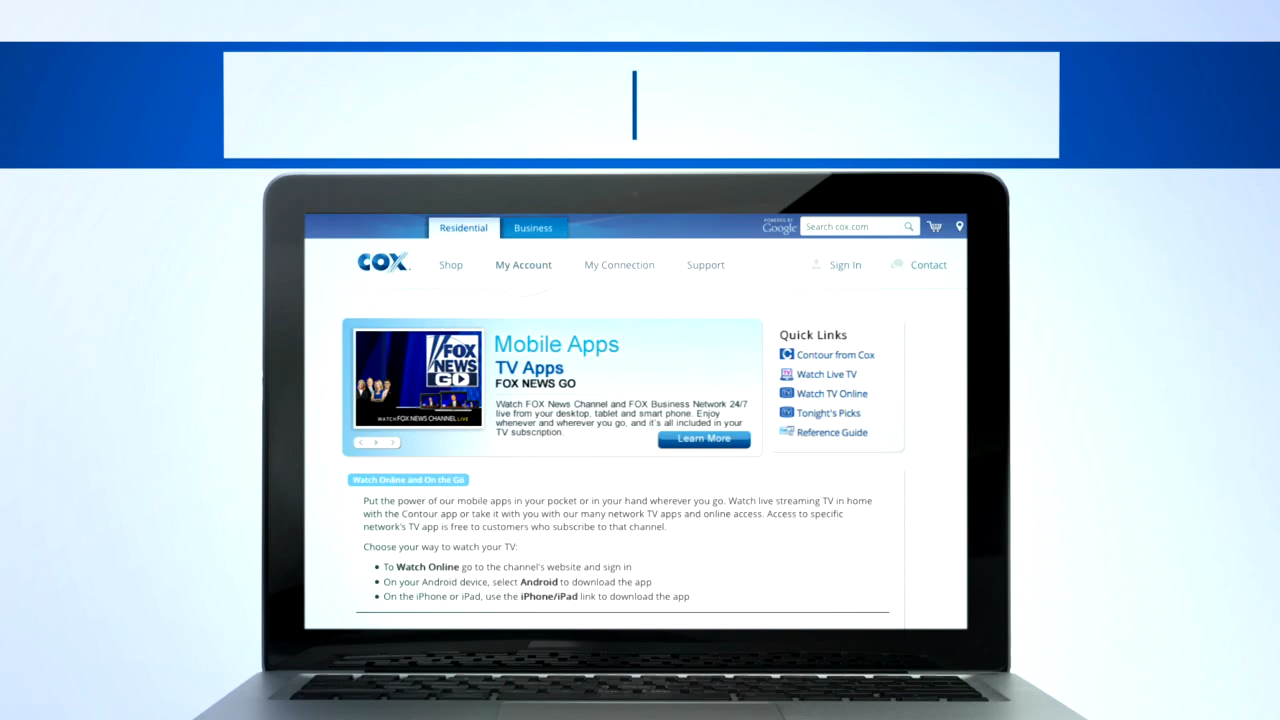 Residential
Business
POWERED BY
Google
Search cox.com
COX
Shop
My Account
My Connection
Support
Sign In
Contact
FOX
NEWS
GO
WATCH FOX NEWS CHANNEL LIVE
Mobile Apps
TV Apps
FOX NEWS GO
Watch FOX News Channel and FOX Business Network 24/7
live from your desktop, tablet and smart phone. Enjoy
whenever and wherever you go, and it's all included in your
TV subscription.
Learn More
Quick Links
Contour from Cox
Watch Live TV
Watch TV Online
Tonight's Picks
Reference Guide
Watch Online and On the Go
Put the power of our mobile apps in your pocket or in your hand wherever you go. Watch live streaming TV in home
with the Contour app or take it with you with our many network TV apps and online access. Access to specific
network's TV app is free to customers who subscribe to that channel.
Choose your way to watch your TV:
• To Watch Online go to the channel's website and sign in
• On your Android device, select Android to download the app
• On the iPhone or iPad, use the iPhone/iPad link to download the app